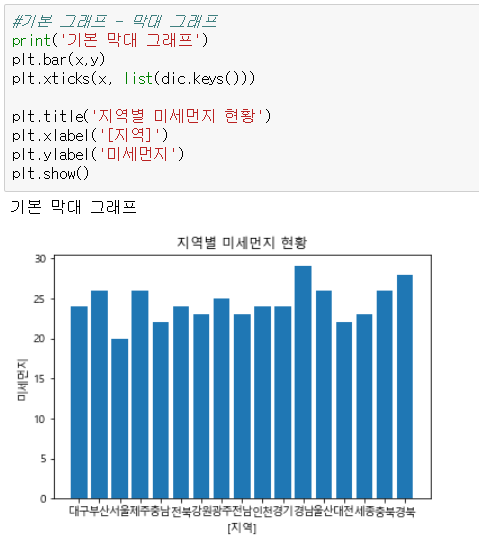 #기본 그래프 - 막대 그래프
print('기본 막대 그래프')
plt.bar(x,y)
plt.xticks(x, list(dic.keys()))
plt.title('지역별 미세먼지 현황')
plt.xlabel('[지역]')
plt.ylabel('미세먼지')
plt.show()
기본 막대 그래프
지역별 미세먼지 현황
30
25
20
15
10
5
0
미세먼지
대구부산서울제주충남전북강원광주전남인천경기경남울산대전세종충북경북
[지역]